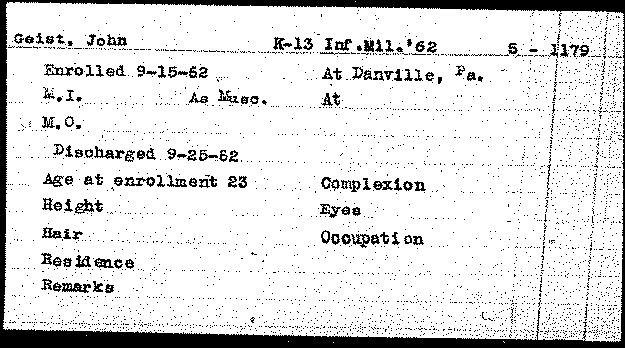 Geist, John K-13 Inf.Mil.'62 S - 1179
Enrolled 9-15-62 At Danville, Pa.
M.I. As Musc. At
M.O.
Discharged 9-25-62
Age at enrollment 23 Complexion
Height Eyes
Hair Occupation
Residence
Remarks